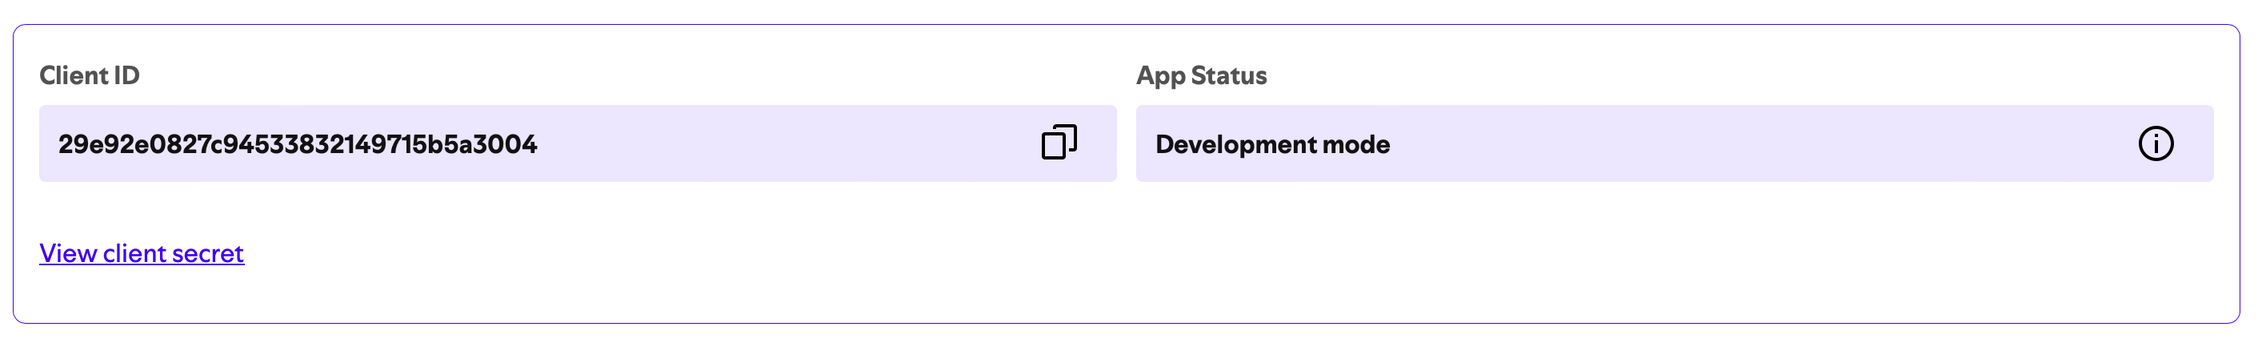 Client ID
29e92e0827c94533832149715b5a3004
App Status
Development mode
View client secret